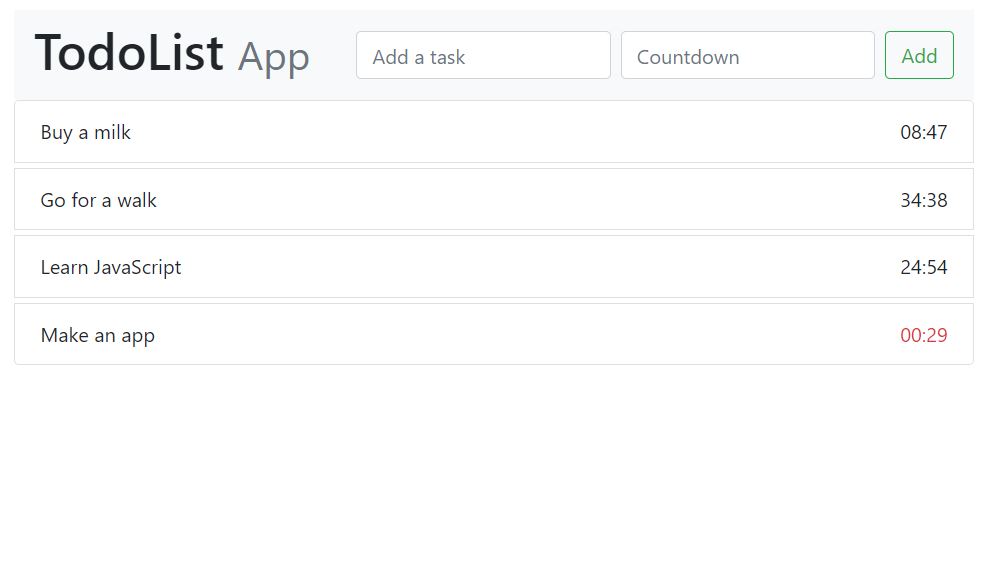 TodoList App Add a task Countdown Add
Buy a milk 08:47
Go for a walk 34:38
Learn JavaScript 24:54
Make an app 00:29